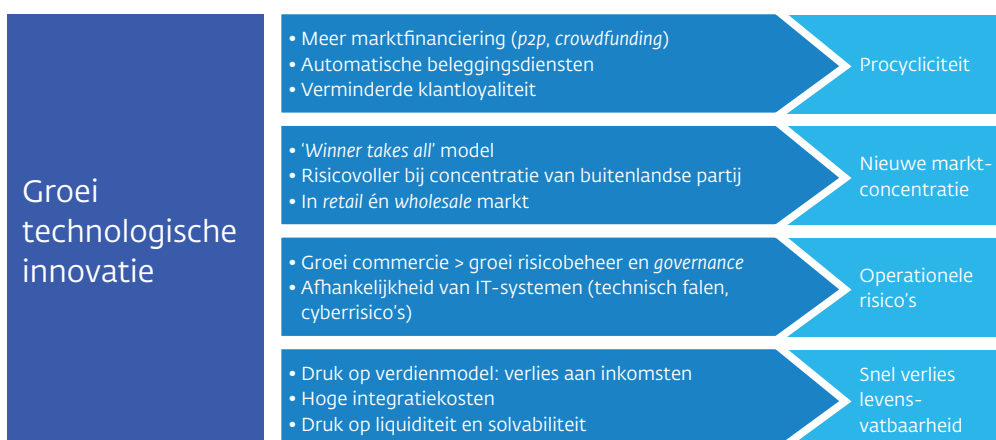 Groei
technologische
innovatie
• Meer marktfinanciering (p2p, crowdfunding)
• Automatische beleggingsdiensten
• Verminderde klantloyaliteit
Procycliciteit
• ‘Winner takes all’ model
• Risicovoller bij concentratie van buitenlandse partij
• In retail én wholesale markt
Nieuwe markt-
concentratie
• Groei commercie > groei risicobeheer en governance
• Afhankelijkheid van IT-systemen (technisch falen,
cyberrisico’s)
Operationele
risico’s
• Druk op verdienmodel: verlies aan inkomsten
• Hoge integratiekosten
• Druk op liquiditeit en solvabiliteit
Snel verlies
levens-
vatbaarheid